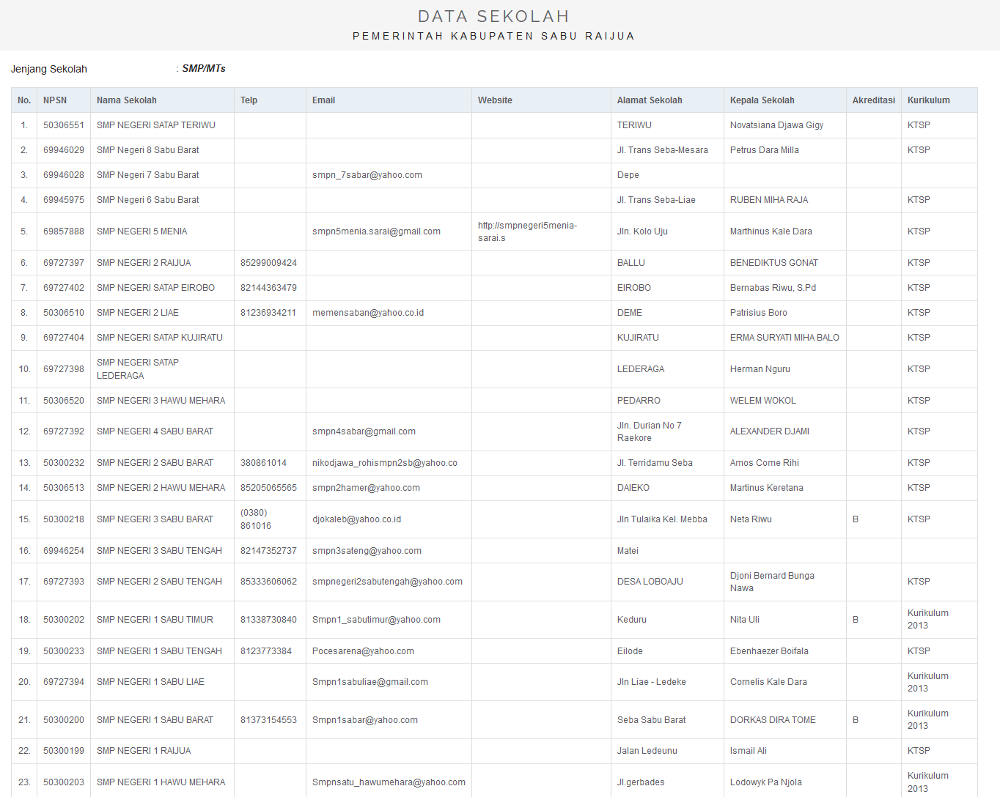 DATA SEKOLAH
PEMERINTAH KABUPATEN SABU RAIJUA
Jenjang Sekolah : SMP/MTs
No. NPSN Nama Sekolah Telp Email Website Alamat Sekolah Kepala Sekolah Akreditasi Kurikulum
1. 50306551 SMP NEGERI SATAP TERIWU TERIWU Novatsiana Djawa Gigy KTSP
2. 69946029 SMP Negeri 8 Sabu Barat Jl. Trans Seba-Mesara Petrus Dara Milla KTSP
3. 69946028 SMP Negeri 7 Sabu Barat smpn_7sabar@yahoo.com Depe
4. 69945975 SMP Negeri 6 Sabu Barat Jl. Trans Seba-Liae RUBEN MIHA RAJA KTSP
5. 69857888 SMP NEGERI 5 MENIA smpn5menia.sarai@gmail.com http://smpnegeri5menia-
sarai.s Jln. Kolo Uju Marthinus Kale Dara KTSP
6. 69727397 SMP NEGERI 2 RAIJUA 85299009424 BALLU BENEDIKTUS GONAT KTSP
7. 69727402 SMP NEGERI SATAP EIROBO 82144363479 EIROBO Bernabas Riwu, S.Pd KTSP
8. 50306510 SMP NEGERI 2 LIAE 81236934211 memensaban@yahoo.co.id DEME Patrisius Boro KTSP
9. 69727404 SMP NEGERI SATAP KUJIRATU KUJIRATU ERMA SURYATI MIHA BALO KTSP
10. 69727398 SMP NEGERI SATAP
LEDERAGA LEDERAGA Herman Nguru KTSP
11. 50306520 SMP NEGERI 3 HAWU MEHARA PEDARRO WELEM WOKOL KTSP
12. 69727392 SMP NEGERI 4 SABU BARAT smpn4sabar@gmail.com Jln. Durian No 7
Raekore ALEXANDER DJAMI KTSP
13. 50300232 SMP NEGERI 2 SABU BARAT 380861014 nikodjawa_rohismpn2sb@yahoo.co Jl. Terridamu Seba Amos Come Rihi KTSP
14. 50306513 SMP NEGERI 2 HAWU MEHARA 85205065565 smpn2hamer@yahoo.com DAIEKO Martinus Keretana KTSP
15. 50300218 SMP NEGERI 3 SABU BARAT (0380)
861016 djokaleb@yahoo.co.id Jln Tulaika Kel. Mebba Neta Riwu B KTSP
16. 69946254 SMP NEGERI 3 SABU TENGAH 82147352737 smpn3sateng@yahoo.com Matei
17. 69727393 SMP NEGERI 2 SABU TENGAH 85333606062 smpnegeri2sabutengah@yahoo.com DESA LOBOAJU Djoni Bernard Bunga
Nawa KTSP
18. 50300202 SMP NEGERI 1 SABU TIMUR 81338730840 Smpn1_sabutimur@yahoo.com Keduru Nita Uli B Kurikulum
2013
19. 50300233 SMP NEGERI 1 SABU TENGAH 8123773384 Pocesarena@yahoo.com Eilode Ebenhaezer Boifala KTSP
20. 69727394 SMP NEGERI 1 SABU LIAE Smpn1sabuliae@gmail.com Jln Liae - Ledeke Cornelis Kale Dara Kurikulum
2013
21. 50300200 SMP NEGERI 1 SABU BARAT 81373154553 Smpn1sabar@yahoo.com Seba Sabu Barat DORKAS DIRA TOME B Kurikulum
2013
22. 50300199 SMP NEGERI 1 RAIJUA Jalan Ledeunu Ismail Ali KTSP
23. 50300203 SMP NEGERI 1 HAWU MEHARA Smpnsatu_hawumehara@yahoo.com Jl.gerbades Lodowyk Pa Njola Kurikulum
2013